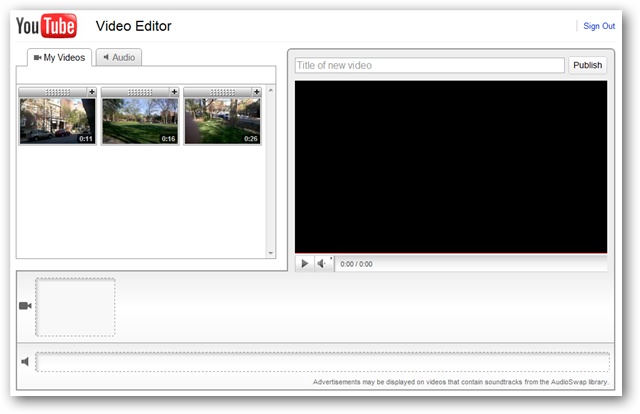 YouTube Video Editor
Sign Out
My Videos
Audio
Title of new video
Publish
0:11
0:16
0:26
0:00 / 0:00
Advertisements may be displayed on videos that contain soundtracks from the AudioSwap library.